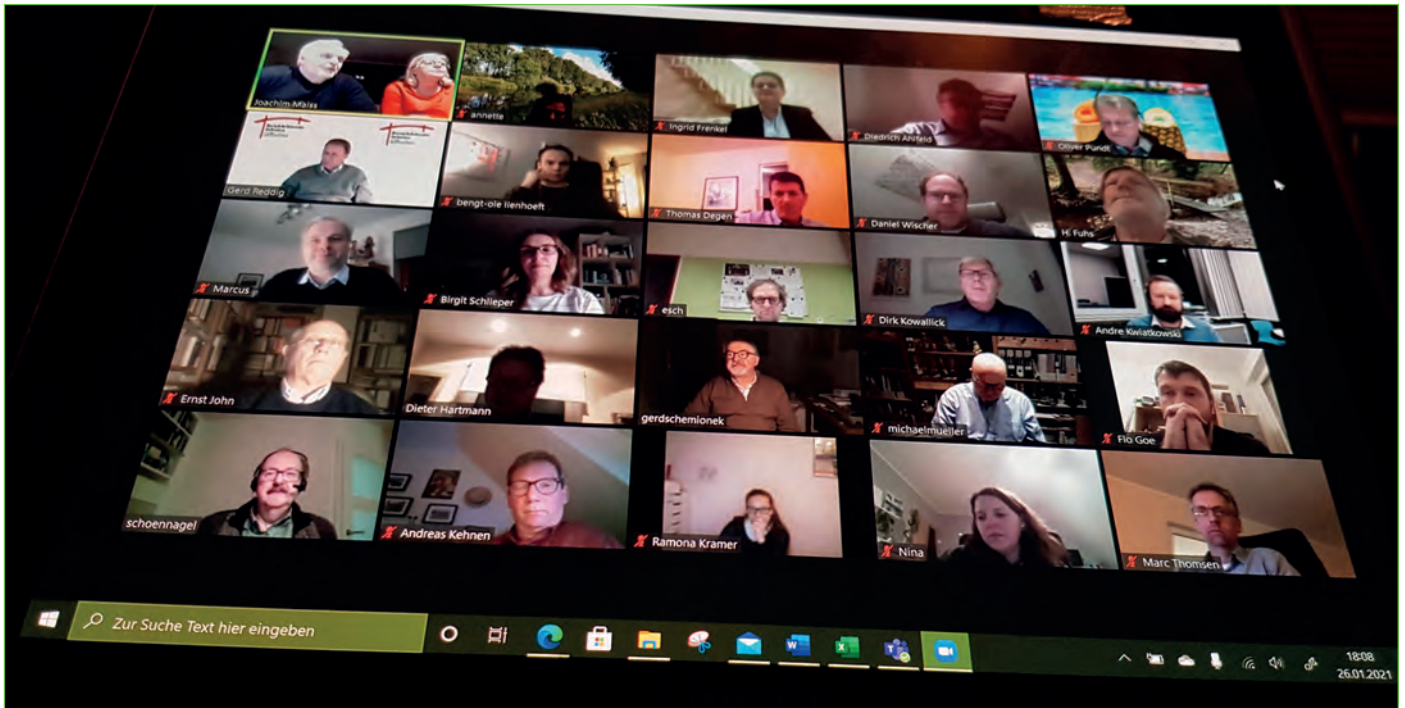 Joachim Maiss
annette
Ingrid Frenkel
Diedrich Ahlfeld
Oliver Pundt
Gerd Reddig
bengt-ole lienhoeft
Thomas Degen
Daniel Wischer
H. Fuhs
Marcus
Birgit Schlieper
esch
Dirk Kowallick
Andre Kwiatkowski
Ernst John
Dieter Hartmann
gerdschemionek
michaelmueller
Flo Goe
schoennagel
Andreas Kehnen
Ramona Kramer
Nina
Marc Thomsen
Zur Suche Text hier eingeben
18:08
26.01.2021